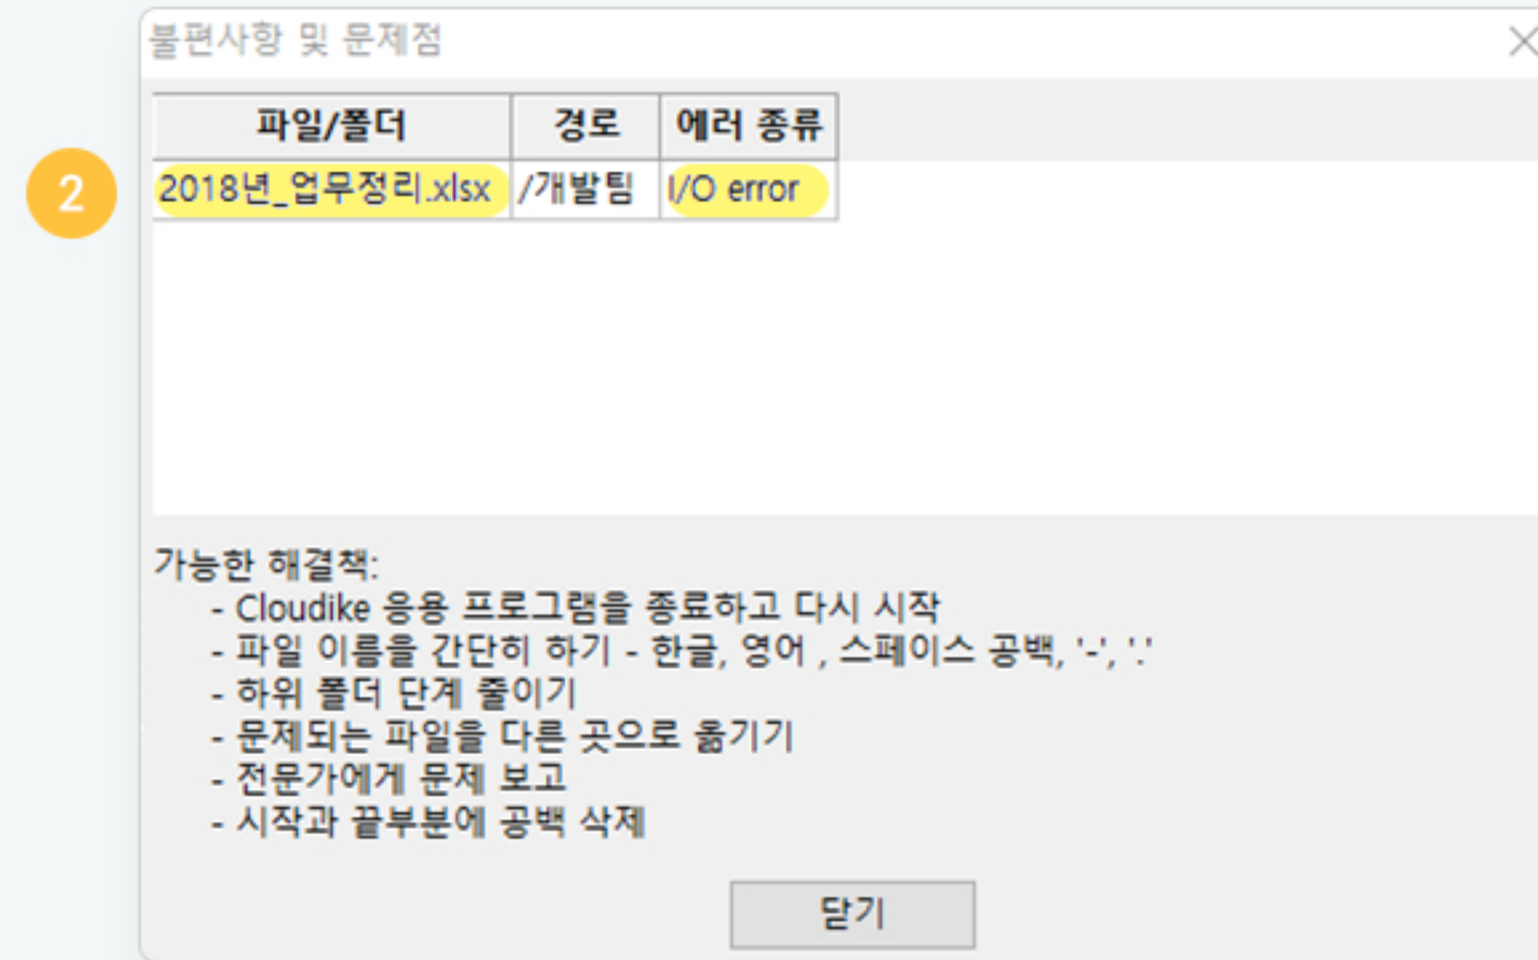 불편사항 및 문제점
파일/폴더 경로 에러 종류
2
2018년_업무정리.xlsx /개발팀 I/O error
가능한 해결책:
- Cloudike 응용 프로그램을 종료하고 다시 시작
- 파일 이름을 간단히 하기 - 한글, 영어 , 스페이스 공백, '-', '.'
- 하위 폴더 단계 줄이기
- 문제되는 파일을 다른 곳으로 옮기기
- 전문가에게 문제 보고
- 시작과 끝부분에 공백 삭제
닫기